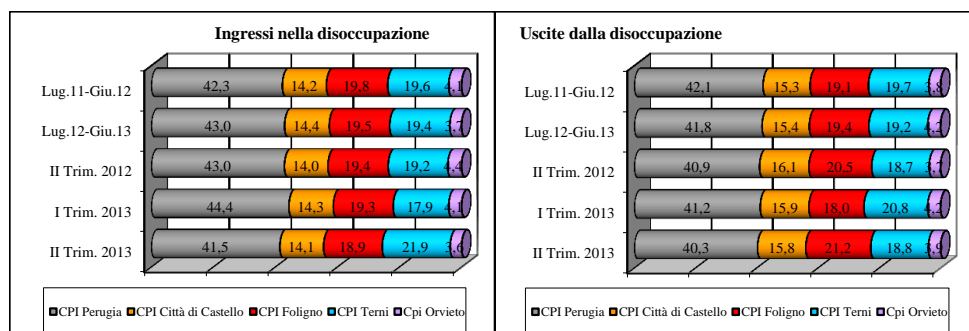 Ingressi nella disoccupazione
Lug.11-Giu.12 42,3 14,2 19,8 19,6 4,1
Lug.12-Giu.13 43,0 14,4 19,5 19,4 3,7
II Trim. 2012 43,0 14,0 19,4 19,2 4,4
I Trim. 2013 44,4 14,3 19,3 17,9 4,1
II Trim. 2013 41,5 14,1 18,9 21,9 3,6
CPI Perugia CPI Città di Castello CPI Foligno CPI Terni Cpi Orvieto
Uscite dalla disoccupazione
Lug.11-Giu.12 42,1 15,3 19,1 19,7 3,8
Lug.12-Giu.13 41,8 15,4 19,4 19,2 4,2
II Trim. 2012 40,9 16,1 20,5 18,7 3,7
I Trim. 2013 41,2 15,9 18,0 20,8 4,2
II Trim. 2013 40,3 15,8 21,2 18,8 3,9
CPI Perugia CPI Città di Castello CPI Foligno CPI Terni Cpi Orvieto